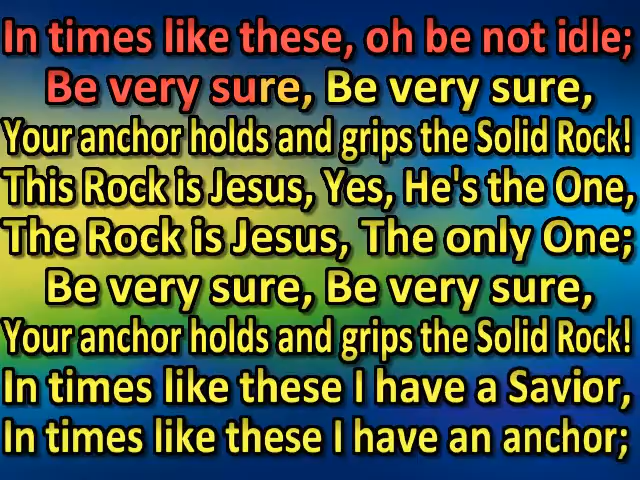 In times like these, oh be not idle;
Be very sure, Be very sure,
Your anchor holds and grips the Solid Rock!
This Rock is Jesus, Yes, He's the One,
The Rock is Jesus, The only One;
Be very sure, Be very sure,
Your anchor holds and grips the Solid Rock!
In times like these I have a Savior,
In times like these I have an anchor;